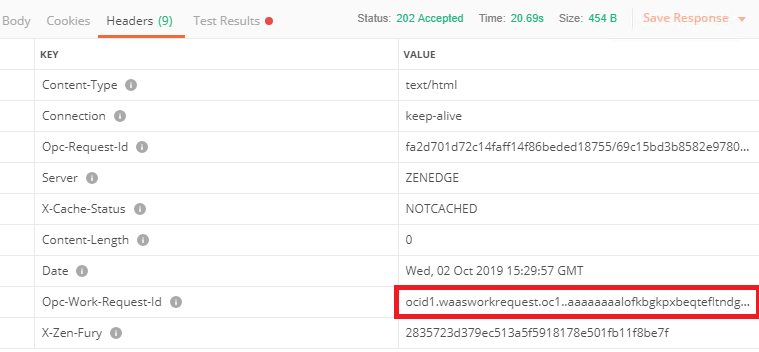 Body Cookies Headers (9) Test Results Status: 202 Accepted Time: 20.69s Size: 454 B Save Response
KEY VALUE
Content-Type text/html
Connection keep-alive
Opc-Request-Id fa2d701d72c14faff14f86beded18755/69c15bd3b8582e9780...
Server ZENEDGE
X-Cache-Status NOTCACHED
Content-Length 0
Date Wed, 02 Oct 2019 15:29:57 GMT
Opc-Work-Request-Id ocid1.waasworkrequest.oc1..aaaaaaaalofkbgkpxbeqtefltndg...
X-Zen-Fury 2835723d379ec513a5f5918178e501fb11f8be7f